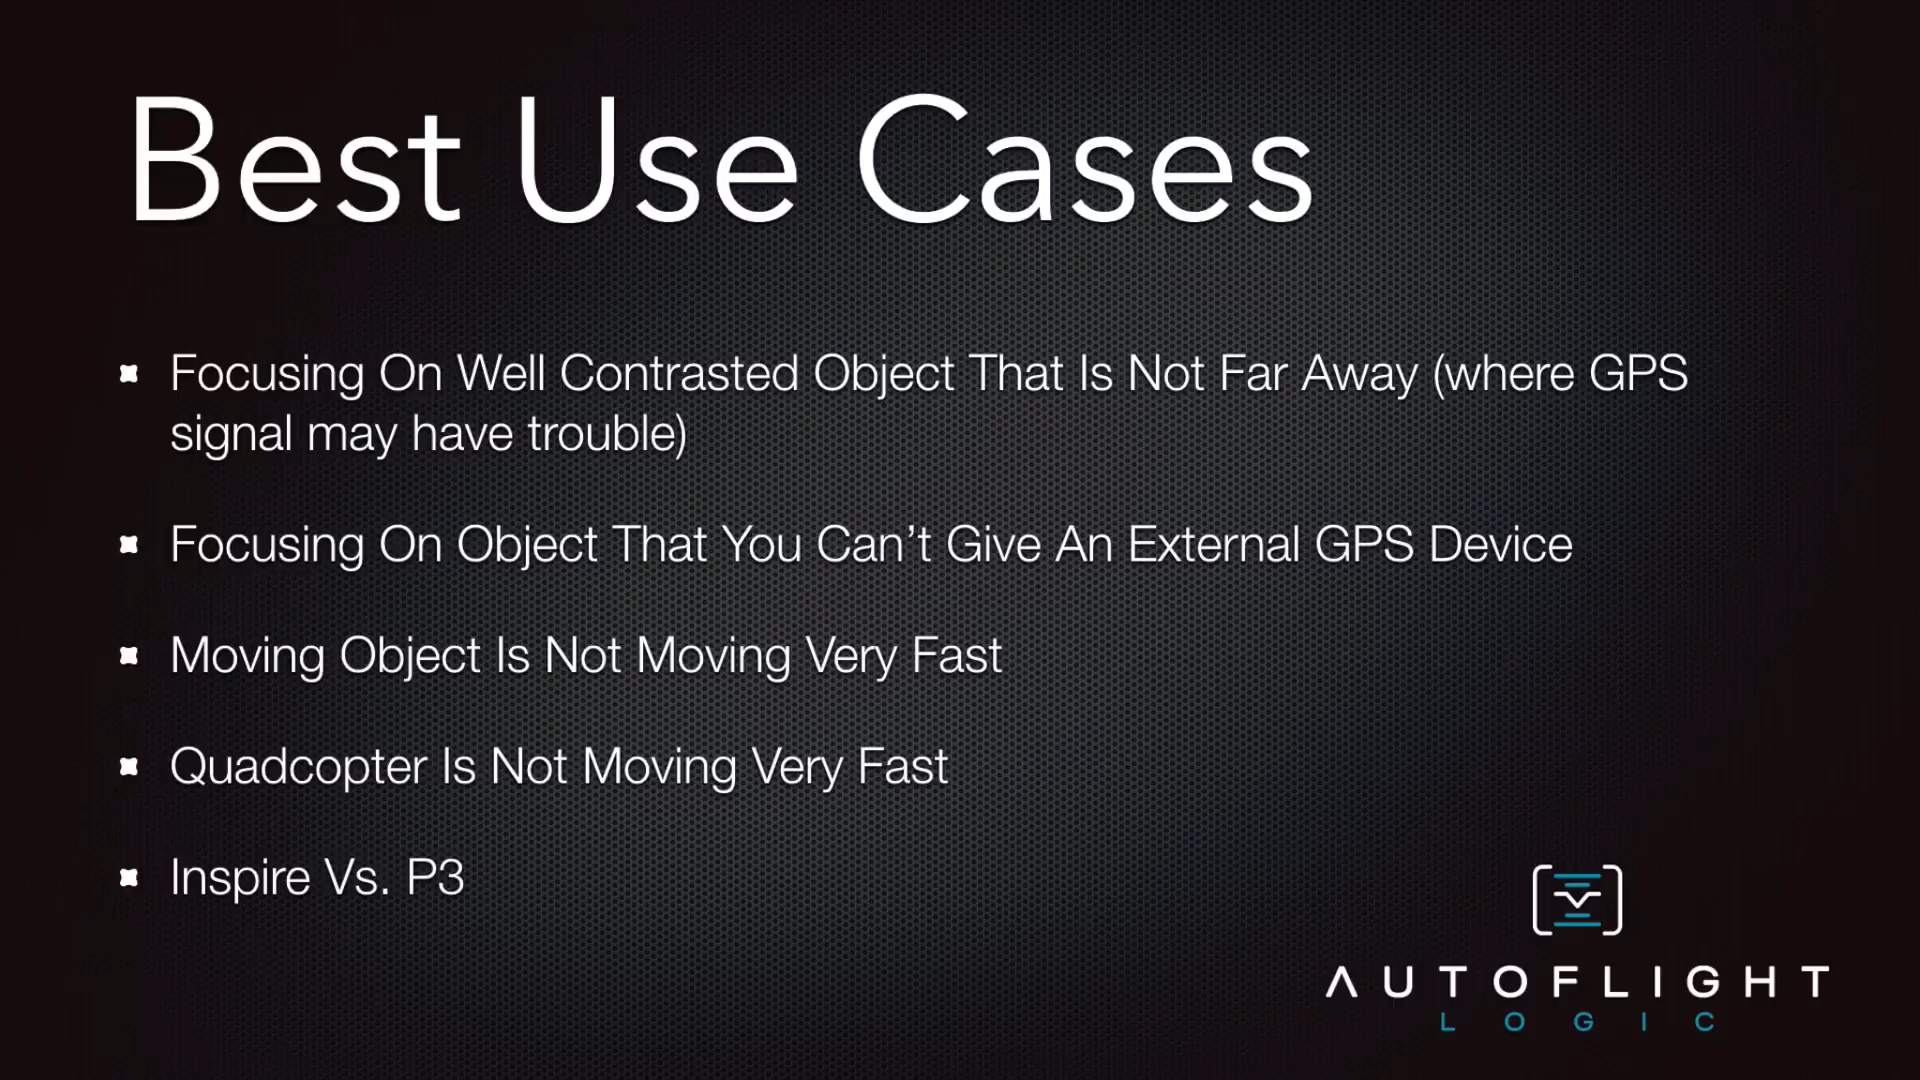 Best Use Cases
Focusing On Well Contrasted Object That Is Not Far Away (where GPS
signal may have trouble)
Focusing On Object That You Can’t Give An External GPS Device
Moving Object Is Not Moving Very Fast
Quadcopter Is Not Moving Very Fast
Inspire Vs. P3
AUTOFLIGHT
LOGIC